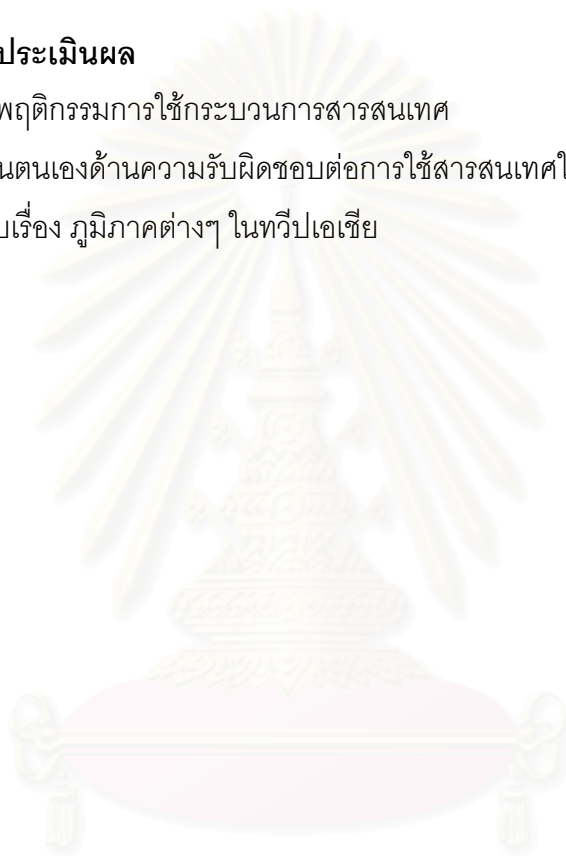 ประเมินผล
พฤติกรรมการใช้กระบวนการสารสนเทศ
นตนเองด้านความรับผิดชอบต่อการใช้สารสนเทศใ
บเรื่อง ภูมิภาคต่างๆ ในทวีปเอเชีย